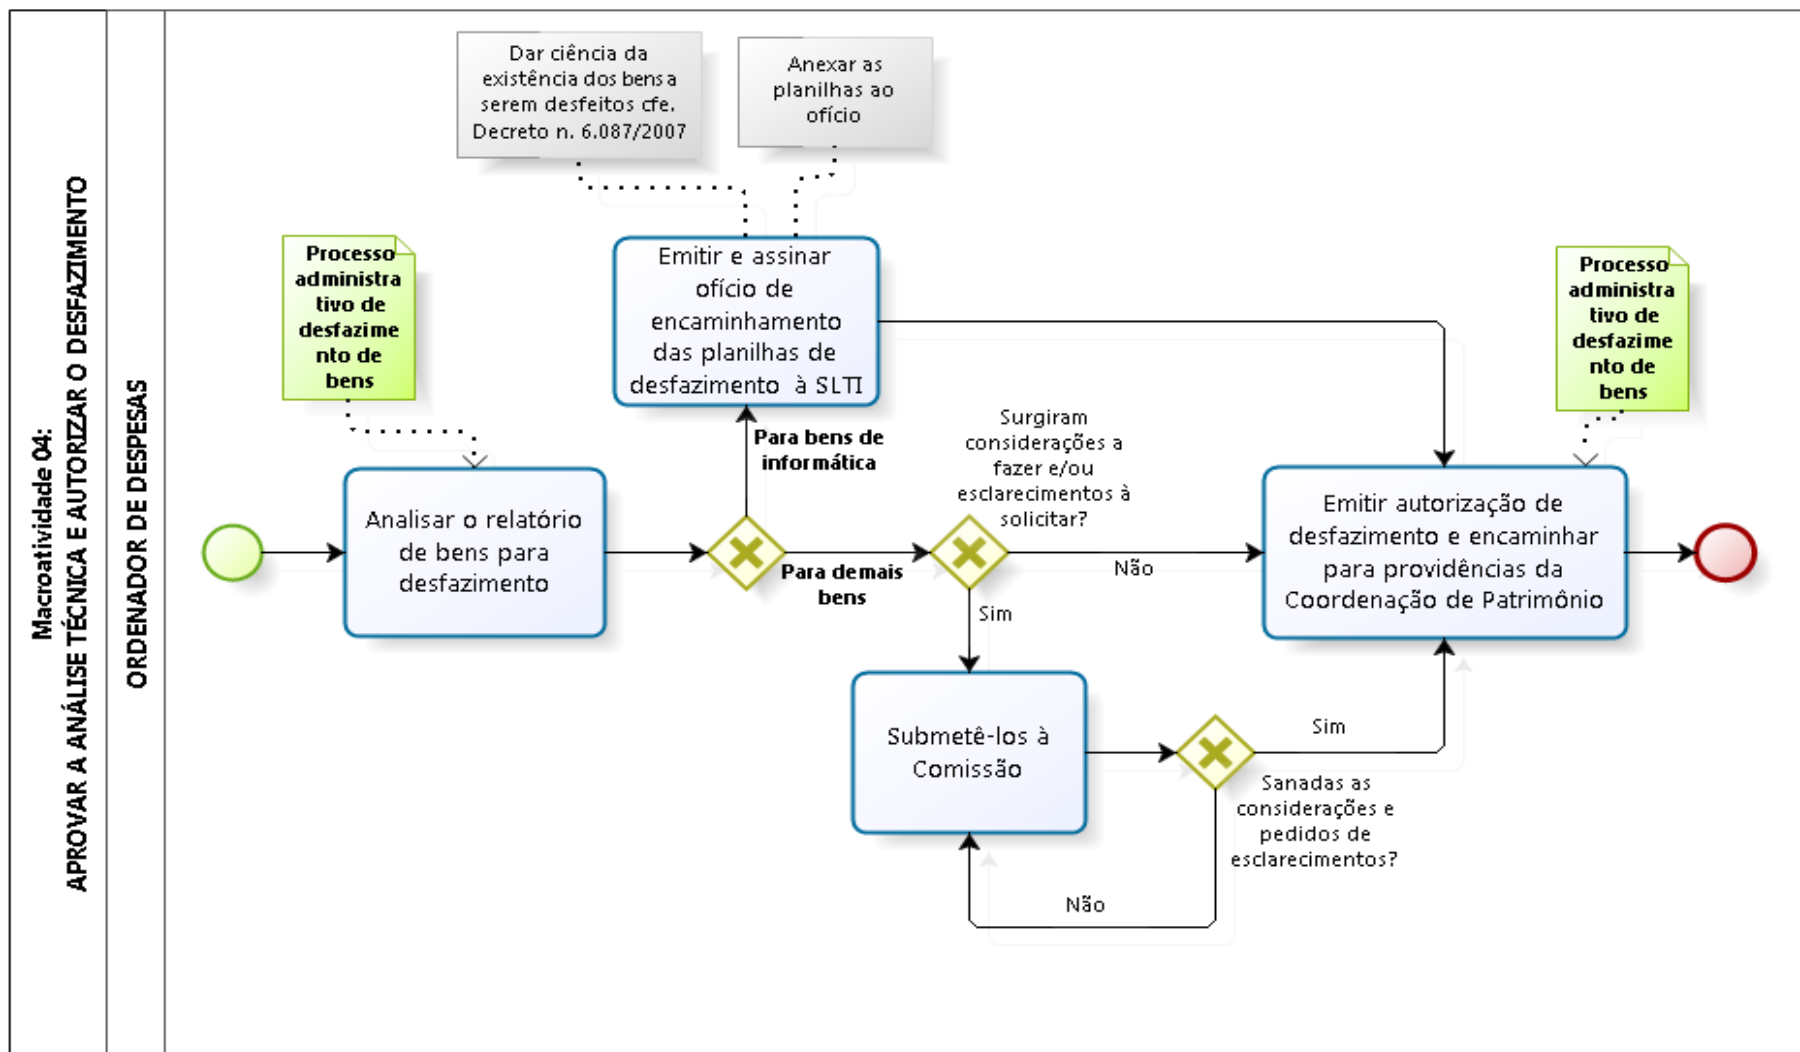 Macroatividade 04:
APROVAR A ANÁLISE TÉCNICA E AUTORIZAR O DESFAZIMENTO
ORDENADOR DE DESPESAS
Dar ciência da
existência dos bens a
serem desfeitos cfe.
Decreto n. 6.087/2007
Anexar as
planilhas ao
ofício
Processo
administra
tivo de
desfazime
nto de
bens
Emitir e assinar
ofício de
encaminhamento
das planilhas de
desfazimento à SLTI
Processo
administra
tivo de
desfazime
nto de
bens
Para bens de
informática
Surgiram
considerações a
fazer e/ou
esclarecimentos à
solicitar?
Analisar o relatório
de bens para
desfazimento
Para demais
bens
Não
Sim
Emitir autorização de
desfazimento e encaminhar
para providências da
Coordenação de Patrimônio
Submetê-los à
Comissão
Sim
Sanadas as
considerações e
pedidos de
esclarecimentos?
Não